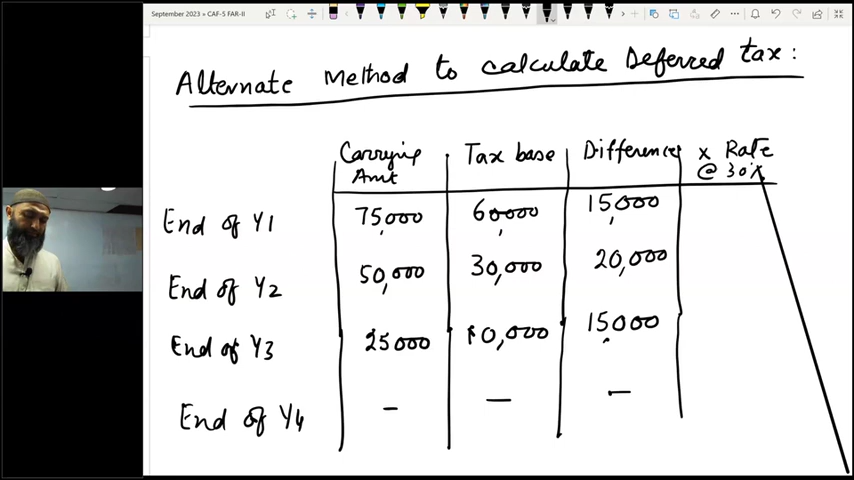 September 2023 » CAF-5 FAR-II
Alternate Method to calculate Deferred tax :
Carrying Amt Tax base Difference x Rate @ 30%
End of Y1 75,000 60,000 15,000
End of Y2 50,000 30,000 20,000
End of Y3 25000 10,000 15,000
End of Y4 — — —